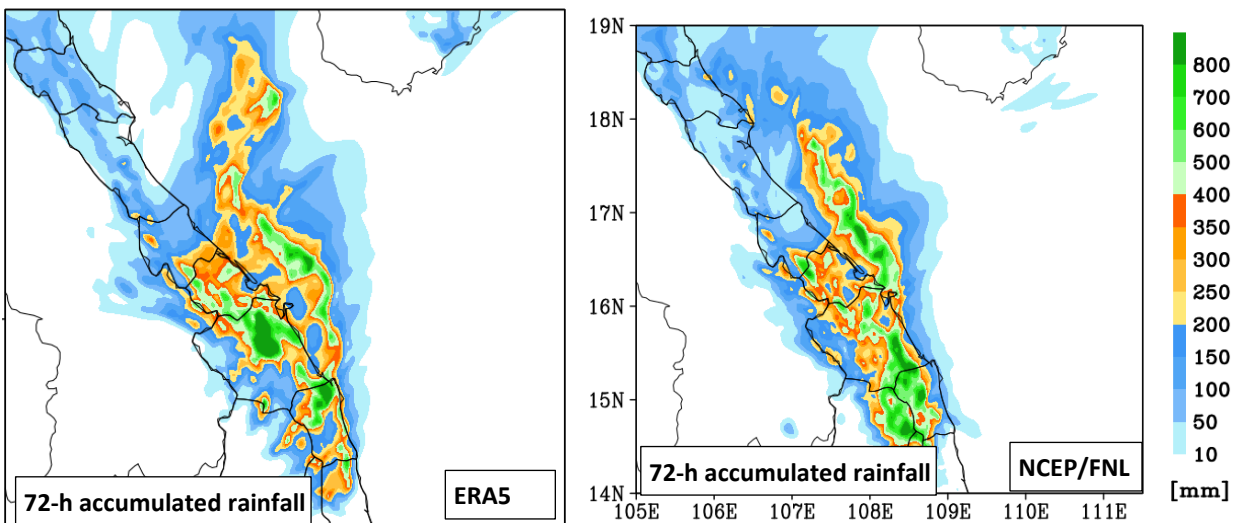 72-h accumulated rainfall
ERA5
19N
18N
17N
16N
15N
14N
105E 106E 107E 108E 109E 110E 111E
72-h accumulated rainfall
NCEP/FNL
800
700
600
500
400
350
300
250
200
150
100
50
10
[mm]